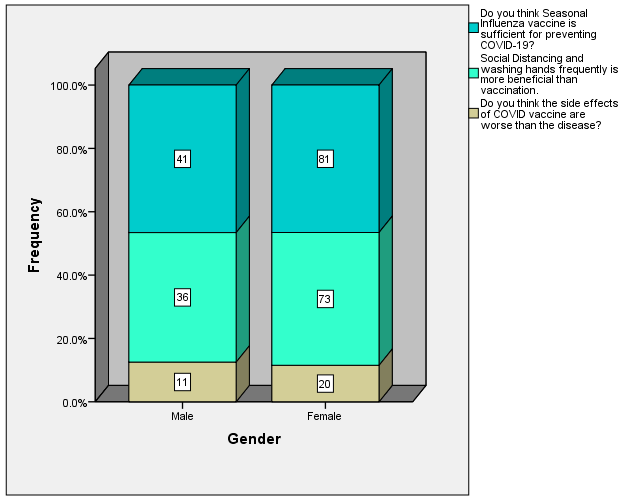 Do you think Seasonal
Influenza vaccine is
sufficient for preventing
COVID-19?
Social Distancing and
washing hands frequently is
more beneficial than
vaccination.
Do you think the side effects
of COVID vaccine are
worse than the disease?
100.0%
80.0%
60.0%
40.0%
20.0%
0.0%
Frequency
41
81
36
73
11
20
Male
Female
Gender